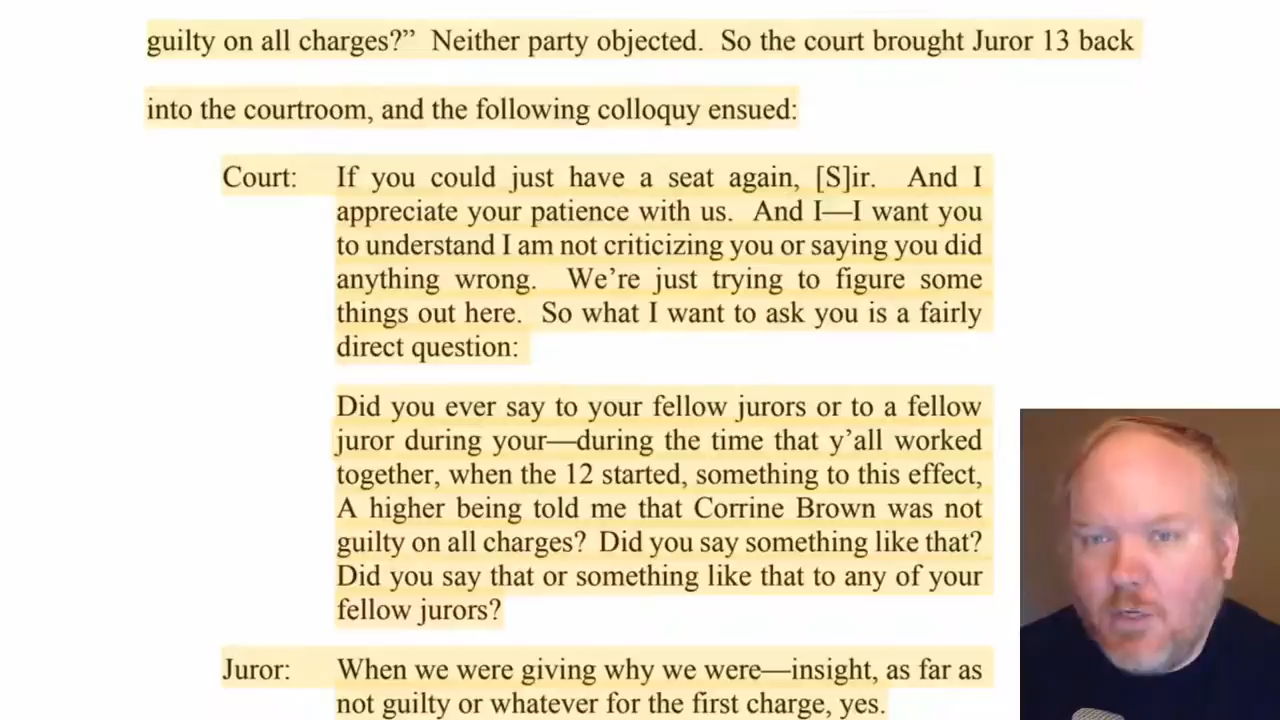 guilty on all charges?” Neither party objected. So the court brought Juror 13 back
into the courtroom, and the following colloquy ensued:
Court: If you could just have a seat again, [S]ir. And I
appreciate your patience with us. And I—I want you
to understand I am not criticizing you or saying you did
anything wrong. We’re just trying to figure some
things out here. So what I want to ask you is a fairly
direct question:
Did you ever say to your fellow jurors or to a fellow
juror during your—during the time that y’all worked
together, when the 12 started, something to this effect,
A higher being told me that Corrine Brown was not
guilty on all charges? Did you say something like that?
Did you say that or something like that to any of your
fellow jurors?
Juror: When we were giving why we were—insight, as far as
not guilty or whatever for the first charge, yes.